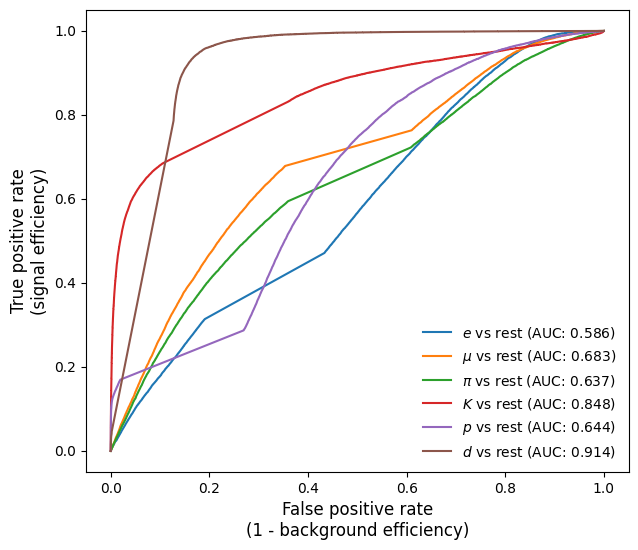 1.0
0.8
0.6
0.4
0.2
0.0
True positive rate
(signal efficiency)
e vs rest (AUC: 0.586)
μ vs rest (AUC: 0.683)
π vs rest (AUC: 0.637)
K vs rest (AUC: 0.848)
p vs rest (AUC: 0.644)
d vs rest (AUC: 0.914)
0.0 0.2 0.4 0.6 0.8 1.0
False positive rate
(1 - background efficiency)